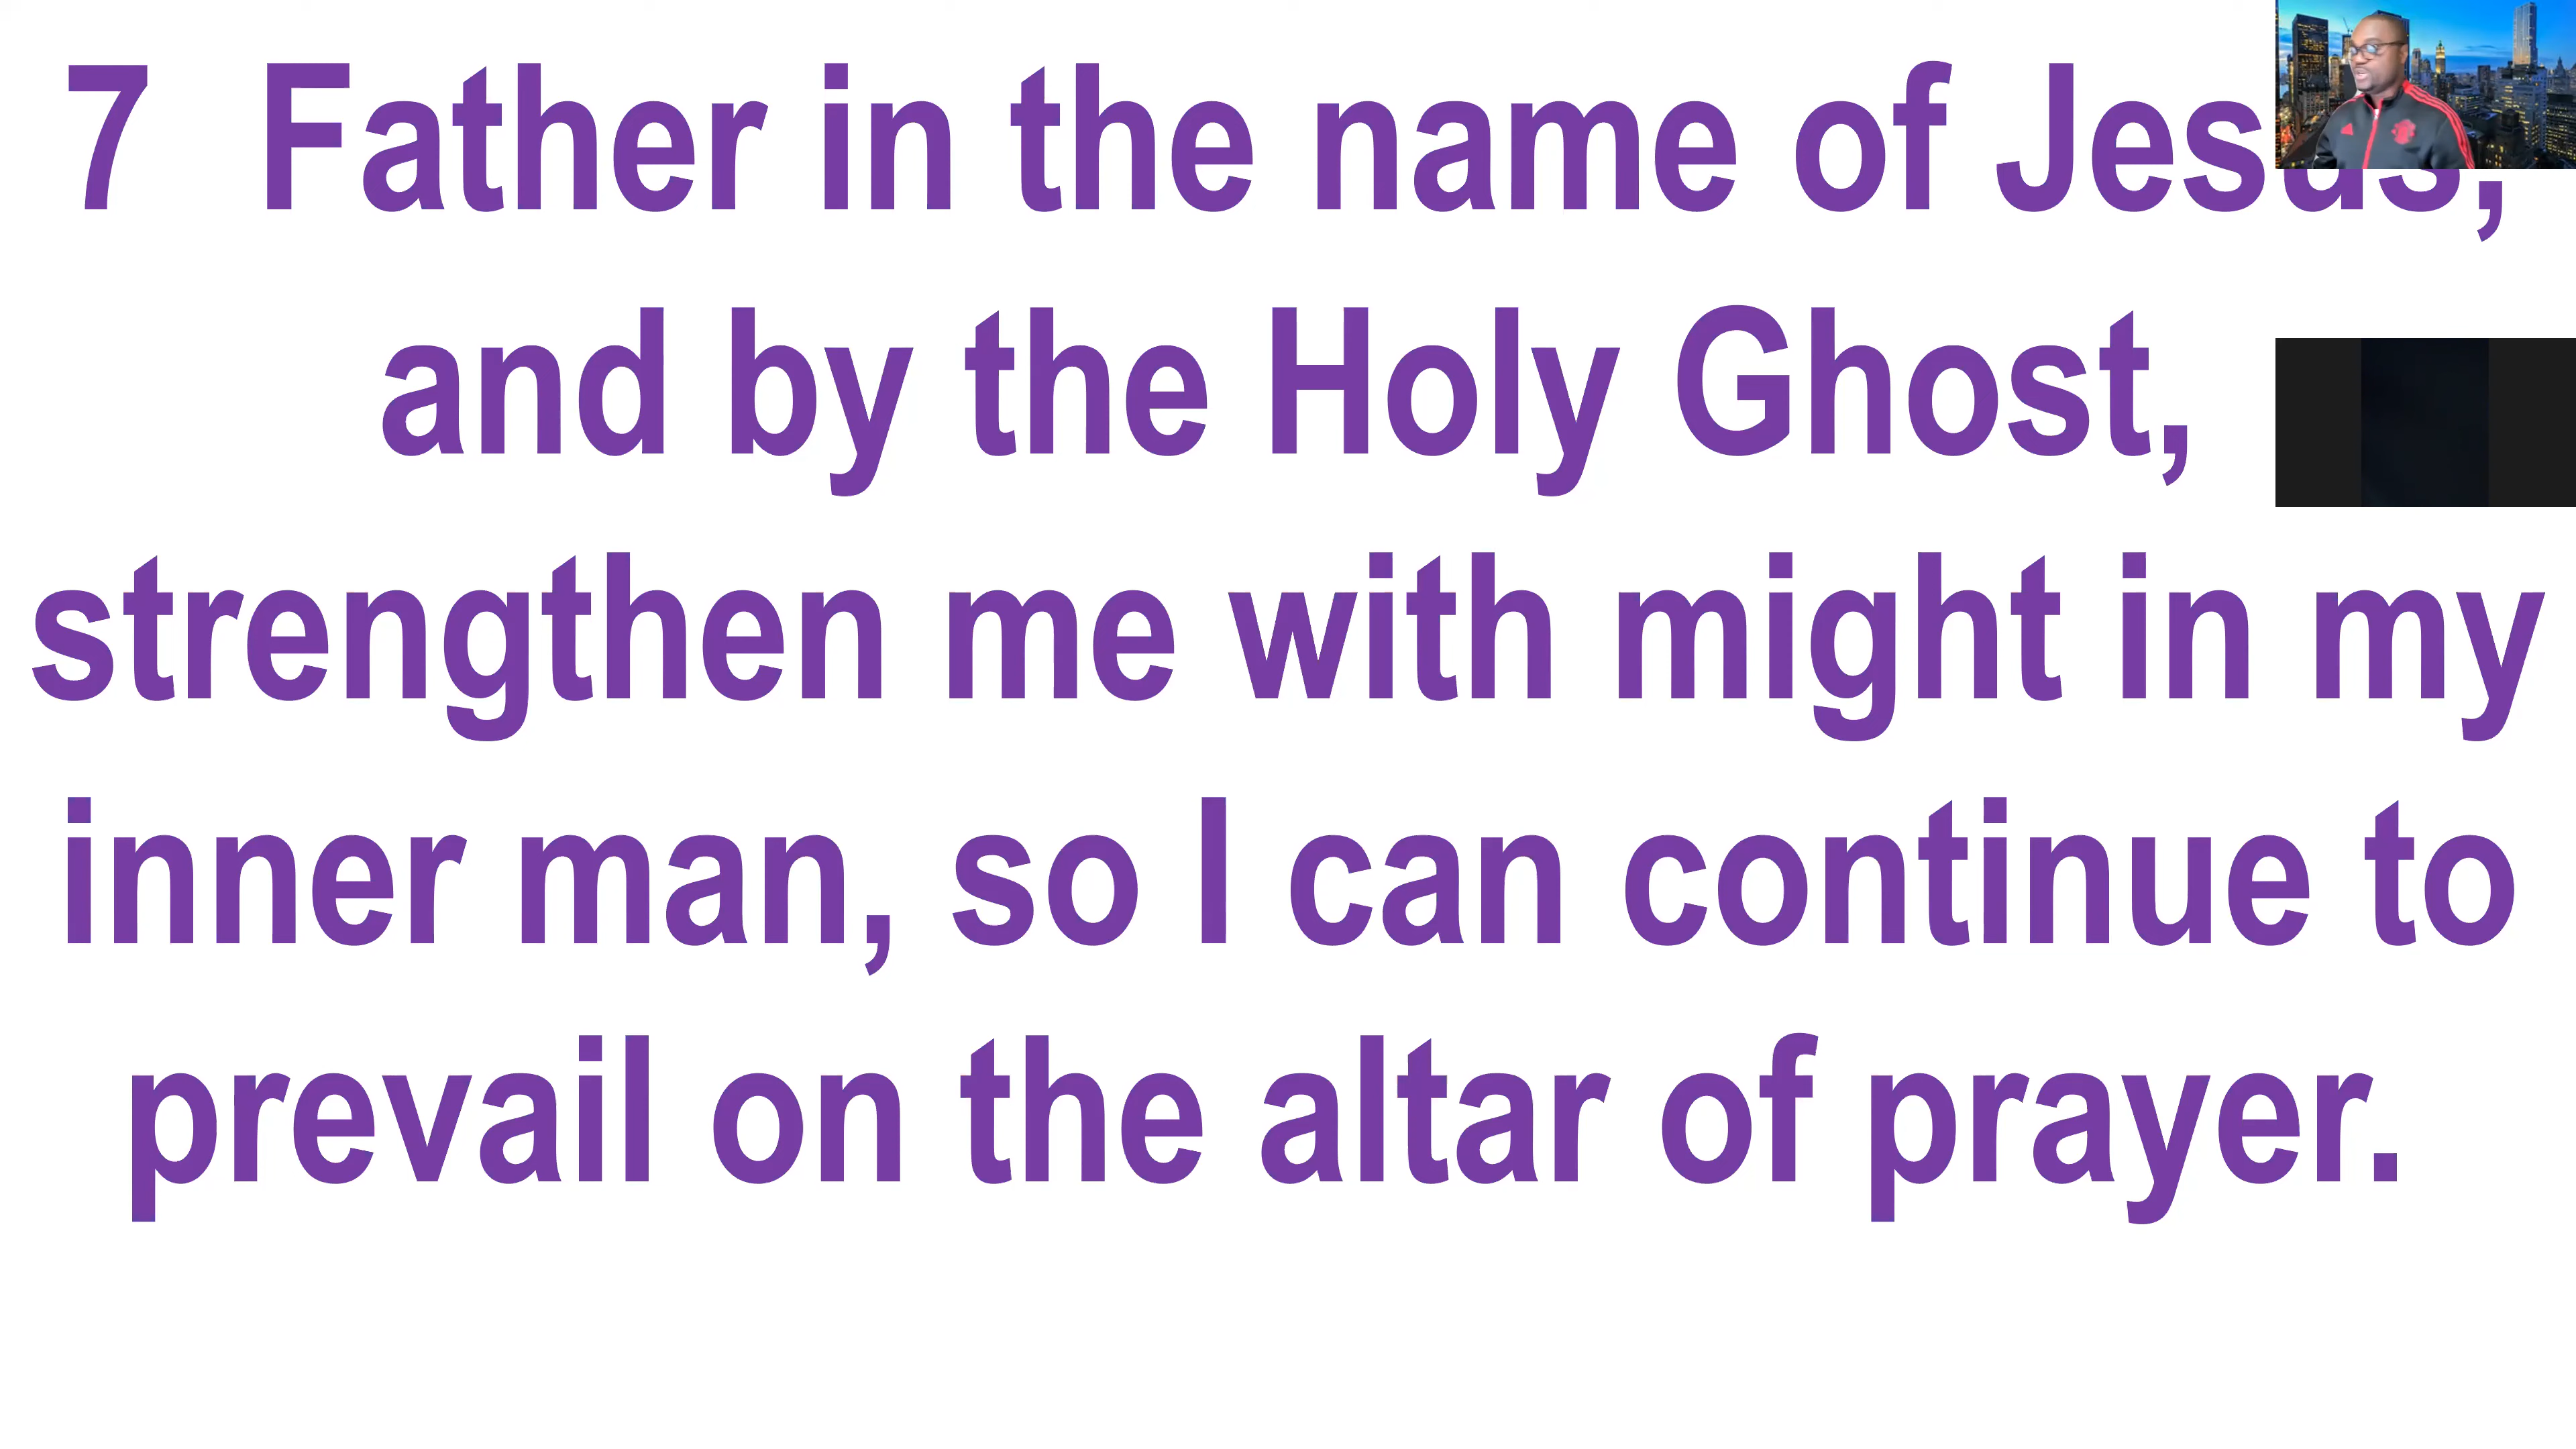 7 Father in the name of Jesus,
and by the Holy Ghost,
strengthen me with might in my
inner man, so I can continue to
prevail on the altar of prayer.